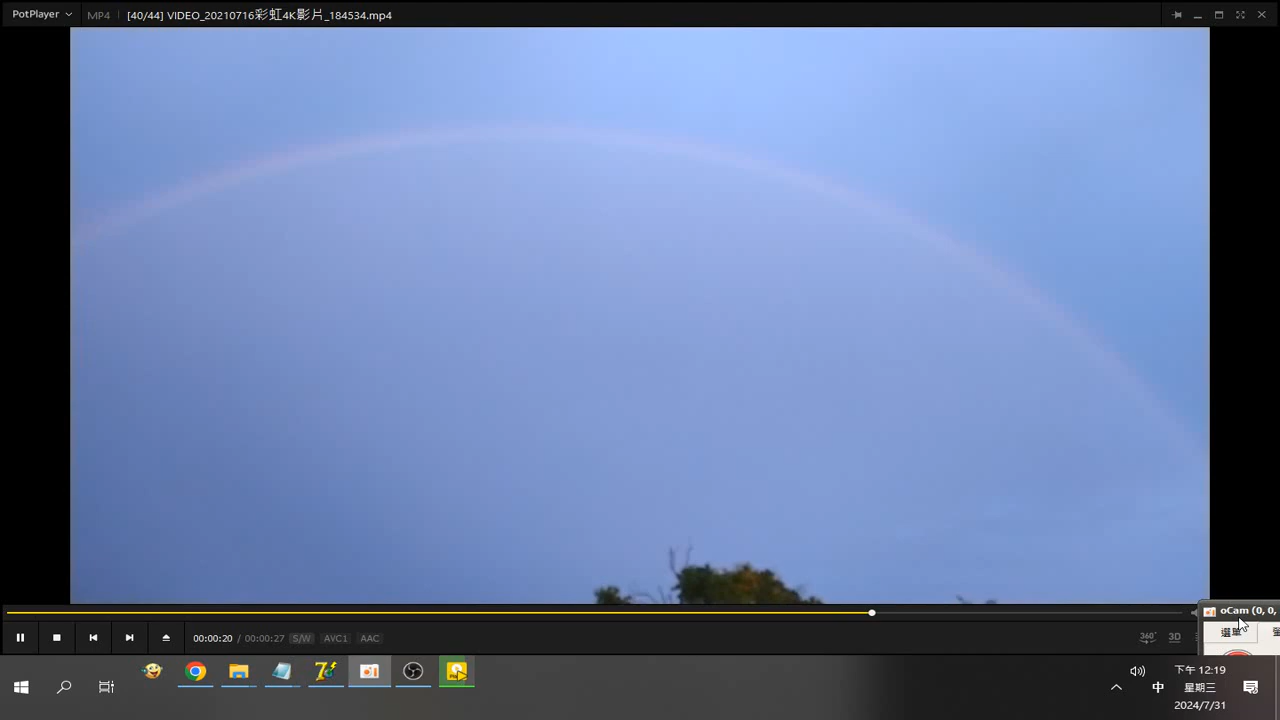 PotPlayer
MP4
[40/44] VIDEO_20210716彩虹4K影片_184534.mp4
00:00:20 / 00:00:27 S/W AVC1 AAC
360°
3D
oCam (0, 0,
選單
中
下午 12:19
星期三
2024/7/31